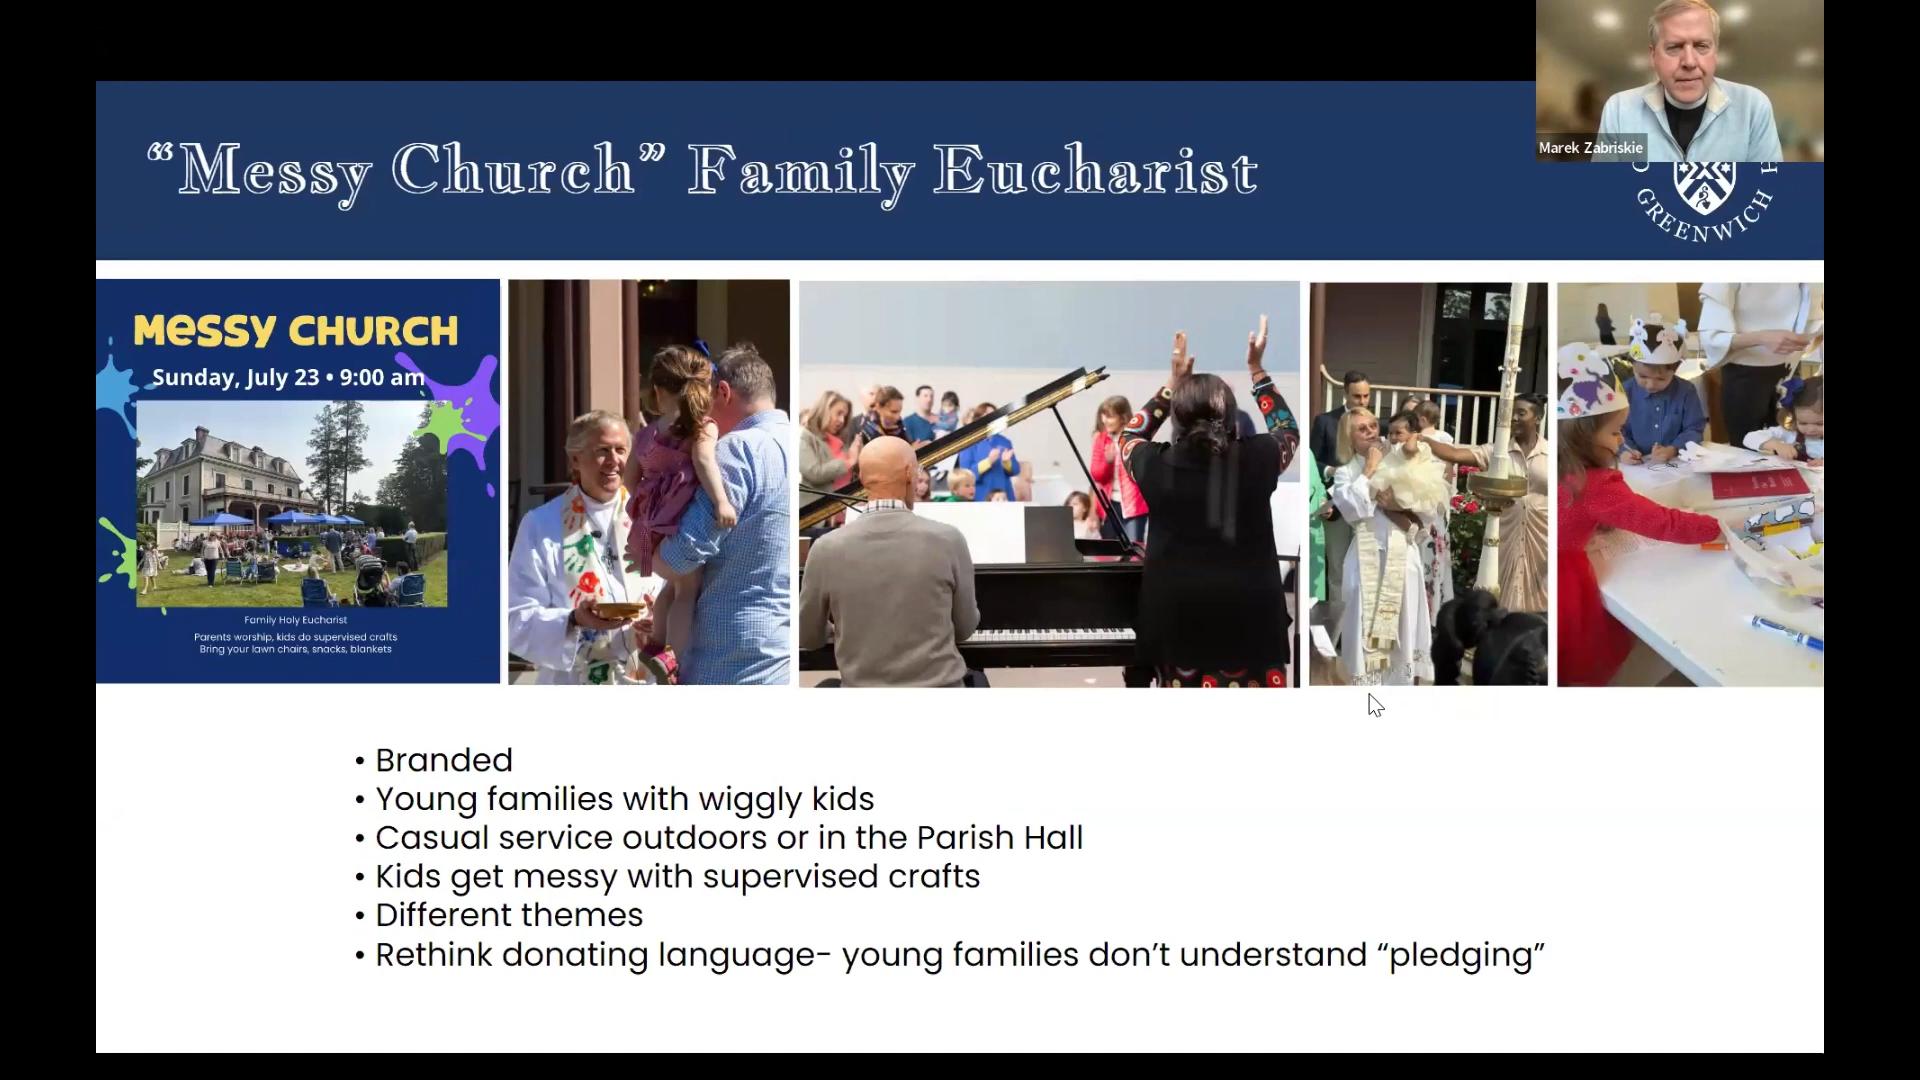 Marek Zabriskie
“Messy Church” Family Eucharist
GREENWICH
Messy CHURCH
Sunday, July 23 • 9:00 am
Family Holy Eucharist
Parents worship, kids do supervised crafts
Bring your lawn chairs, snacks, blankets
• Branded
• Young families with wiggly kids
• Casual service outdoors or in the Parish Hall
• Kids get messy with supervised crafts
• Different themes
• Rethink donating language- young families don’t understand “pledging”